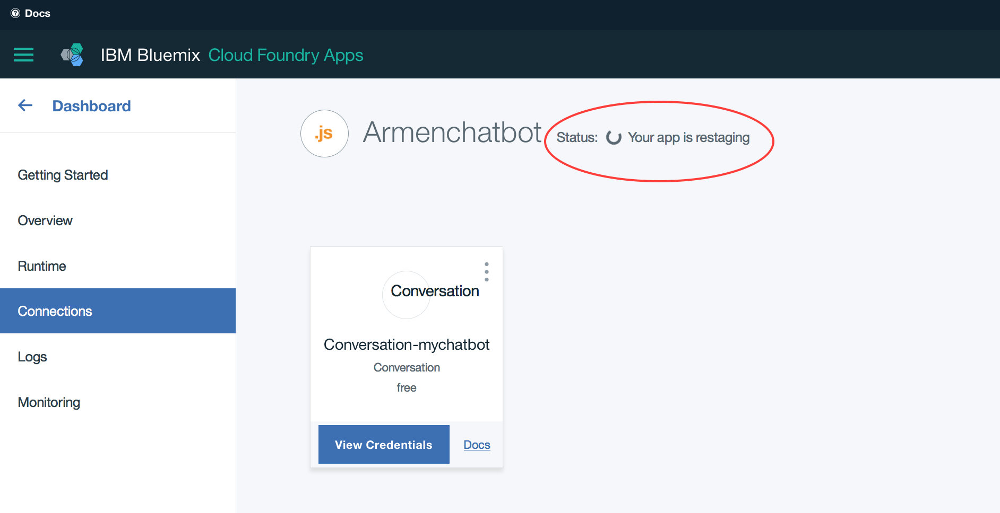 Docs
IBM Bluemix Cloud Foundry Apps
Dashboard
Getting Started
Overview
Runtime
Connections
Logs
Monitoring
.js
Armenchatbot
Status: Your app is restaging
Conversation
Conversation-mychatbot
Conversation
free
View Credentials
Docs